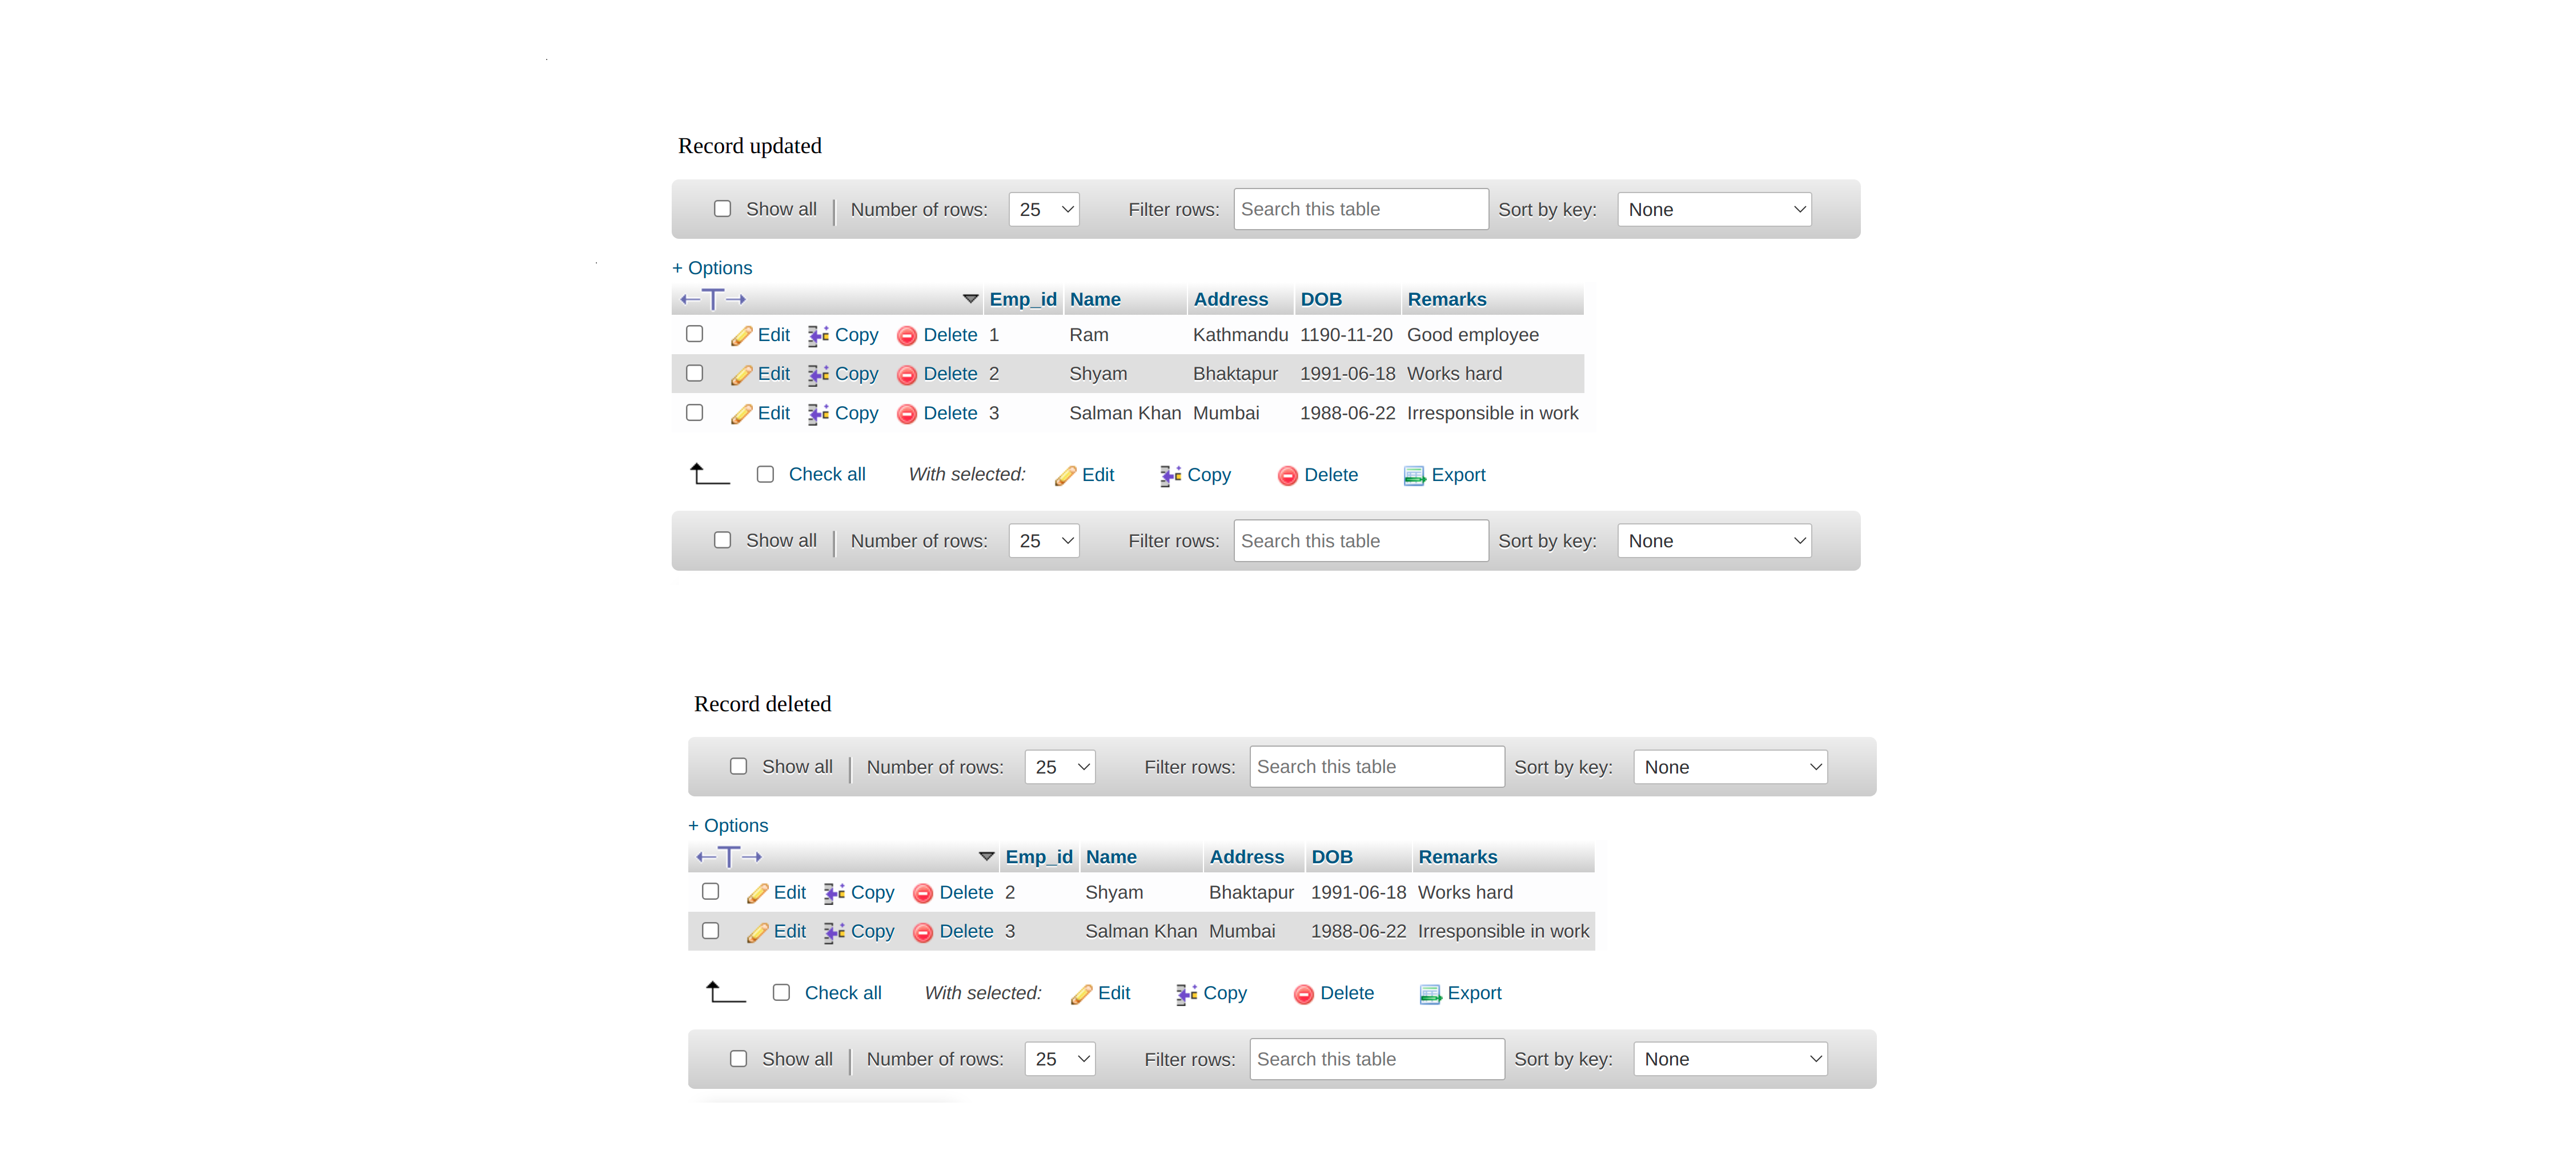 Record updated
Show all Number of rows: 25 Filter rows: Search this table Sort by key: None
+ Options
Emp_id Name Address DOB Remarks
Edit Copy Delete 1 Ram Kathmandu 1190-11-20 Good employee
Edit Copy Delete 2 Shyam Bhaktapur 1991-06-18 Works hard
Edit Copy Delete 3 Salman Khan Mumbai 1988-06-22 Irresponsible in work
Check all With selected: Edit Copy Delete Export
Show all Number of rows: 25 Filter rows: Search this table Sort by key: None
Record deleted
Show all Number of rows: 25 Filter rows: Search this table Sort by key: None
+ Options
Emp_id Name Address DOB Remarks
Edit Copy Delete 2 Shyam Bhaktapur 1991-06-18 Works hard
Edit Copy Delete 3 Salman Khan Mumbai 1988-06-22 Irresponsible in work
Check all With selected: Edit Copy Delete Export
Show all Number of rows: 25 Filter rows: Search this table Sort by key: None